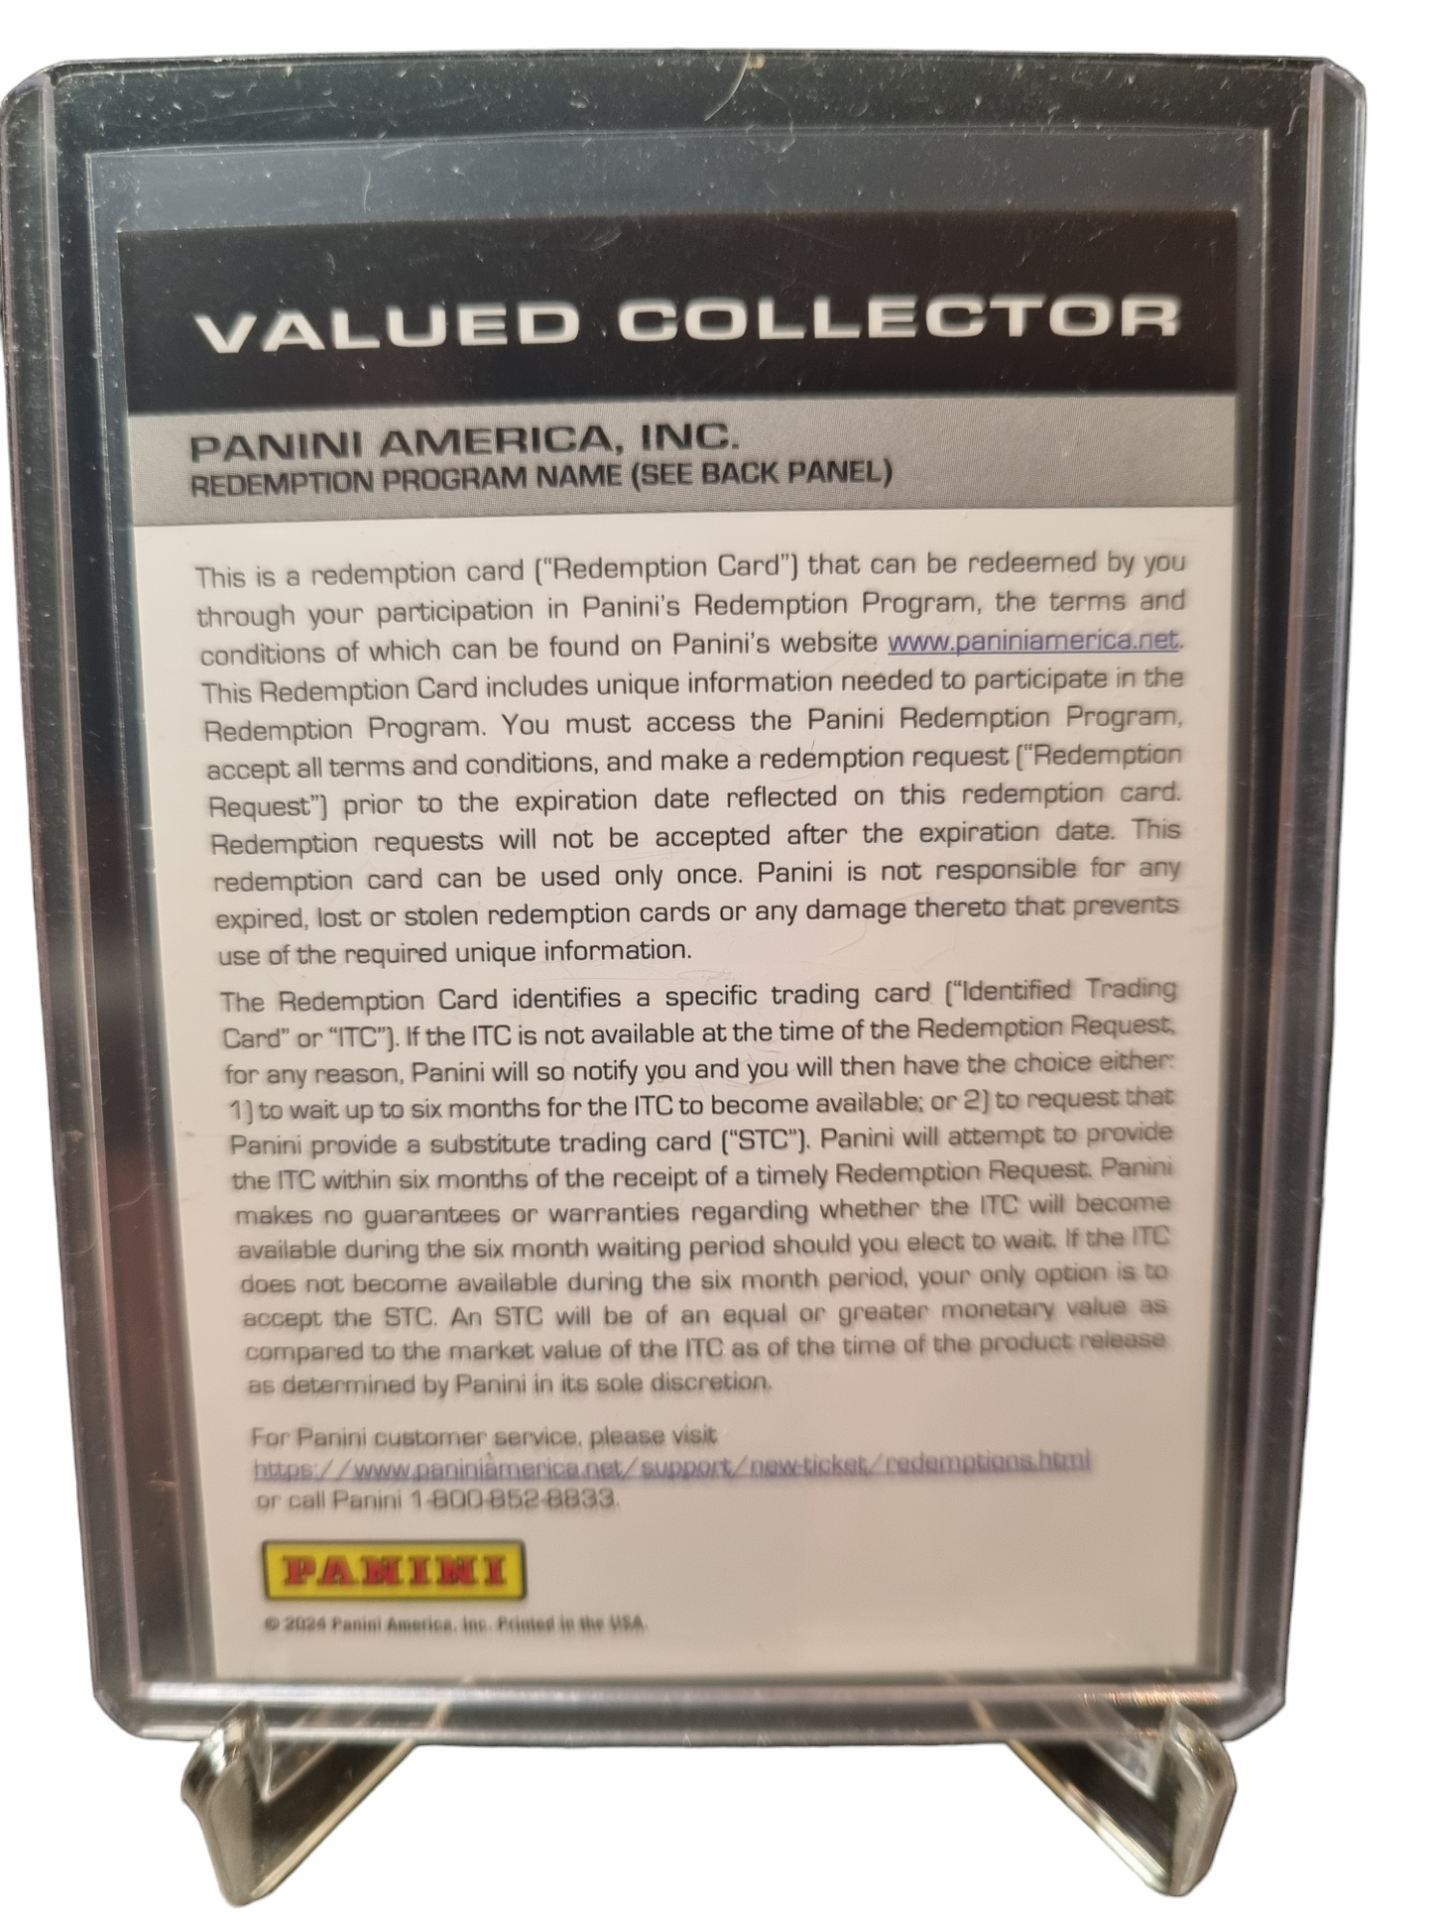 VALUED COLLECTOR
PANINI AMERICA, INC.
REDEMPTION PROGRAM NAME (SEE BACK PANEL)
This is a redemption card ("Redemption Card") that can be redeemed by you
through your participation in Panini's Redemption Program, the terms and
conditions of which can be found on Panini's website www.paniniamerica.net.
This Redemption Card includes unique information needed to participate in the
Redemption Program. You must access the Panini Redemption Program,
accept all terms and conditions, and make a redemption request ("Redemption
Request") prior to the expiration date reflected on this redemption card.
Redemption requests will not be accepted after the expiration date. This
redemption card can be used only once. Panini is not responsible for any
expired, lost or stolen redemption cards or any damage thereto that prevents
use of the required unique information.
The Redemption Card identifies a specific trading card ("Identified Trading
Card" or "ITC"). If the ITC is not available at the time of the Redemption Request,
for any reason, Panini will so notify you and you will then have the choice either:
1) to wait up to six months for the ITC to become available; or 2) to request that
Panini provide a substitute trading card ("STC"). Panini will attempt to provide
the ITC within six months of the receipt of a timely Redemption Request. Panini
makes no guarantees or warranties regarding whether the ITC will become
available during the six month waiting period should you elect to wait. If the ITC
does not become available during the six month period, your only option is to
accept the STC. An STC will be of an equal or greater monetary value as
compared to the market value of the ITC as of the time of the product release
as determined by Panini in its sole discretion.
For Panini customer service, please visit
https://www.paniniamerica.net/support/new-ticket/redemptions.html
or call Panini 1-800-852-8833.
PANINI
© 2024 Panini America, Inc. Printed in the USA.